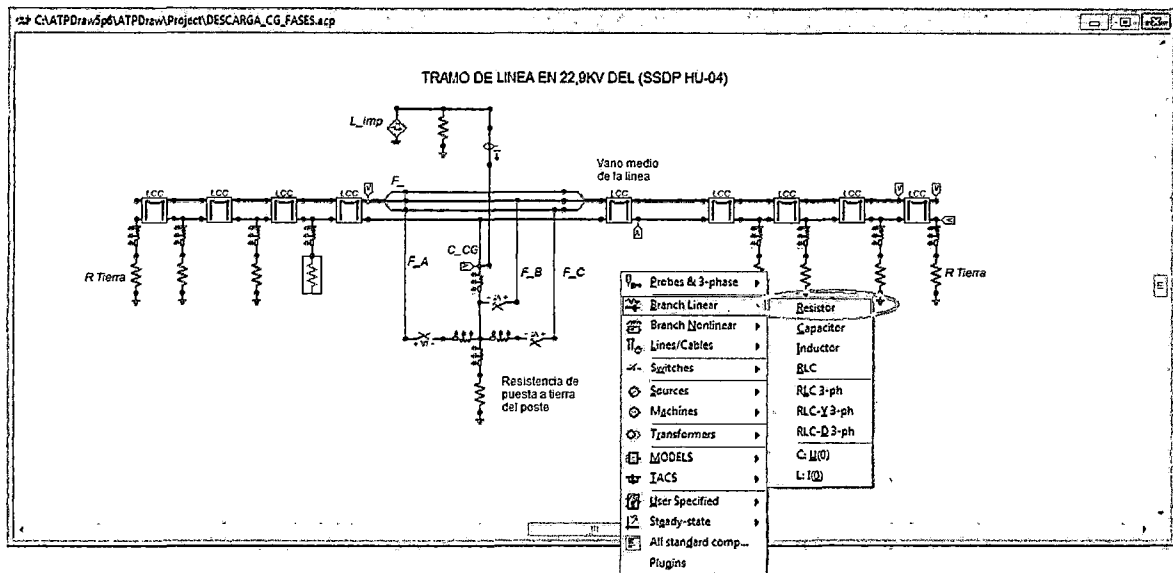 C:\ATPDraw5p6\ATPDraw\Project\DESCARGA_CG_FASES.acp
TRAMO DE LINEA EN 22,9KV DEL (SSDP HU-04)
L_imp
Vano medio
de la linea
LCC
LCC
LCC
LCC
F_
LCC
LCC
LCC
LCC
LCC
V
V
V
A
C_CG
F_A
F_B
F_C
R Tierra
R Tierra
Resistencia de
puesta a tierra
del poste
Probes & 3-phase
Branch Linear
Branch Nonlinear
Lines/Cables
Switches
Sources
Machines
Transformers
MODELS
TACS
User Specified
Steady-state
All standard comp...
Plugins
Resistor
Capacitor
Inductor
RLC
RLC 3-ph
RLC-Y 3-ph
RLC-D 3-ph
C: U(0)
L: I(0)